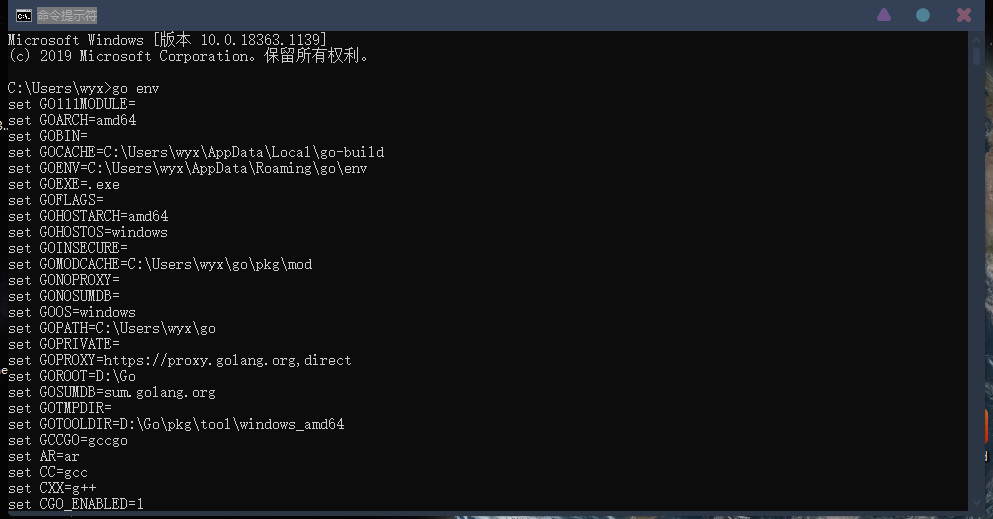 命令提示符
Microsoft Windows [版本 10.0.18363.1139]
(c) 2019 Microsoft Corporation。保留所有权利。
C:\Users\wyx>go env
set GO111MODULE=
set GOARCH=amd64
set GOBIN=
set GOCACHE=C:\Users\wyx\AppData\Local\go-build
set GOENV=C:\Users\wyx\AppData\Roaming\go\env
set GOEXE=.exe
set GOFLAGS=
set GOHOSTARCH=amd64
set GOHOSTOS=windows
set GOINSECURE=
set GOMODCACHE=C:\Users\wyx\go\pkg\mod
set GONOPROXY=
set GONOSUMDB=
set GOOS=windows
set GOPATH=C:\Users\wyx\go
set GOPRIVATE=
set GOPROXY=https://proxy.golang.org,direct
set GOROOT=D:\Go
set GOSUMDB=sum.golang.org
set GOTMPDIR=
set GOTOOLDIR=D:\Go\pkg\tool\windows_amd64
set GCCGO=gccgo
set AR=ar
set CC=gcc
set CXX=g++
set CGO_ENABLED=1